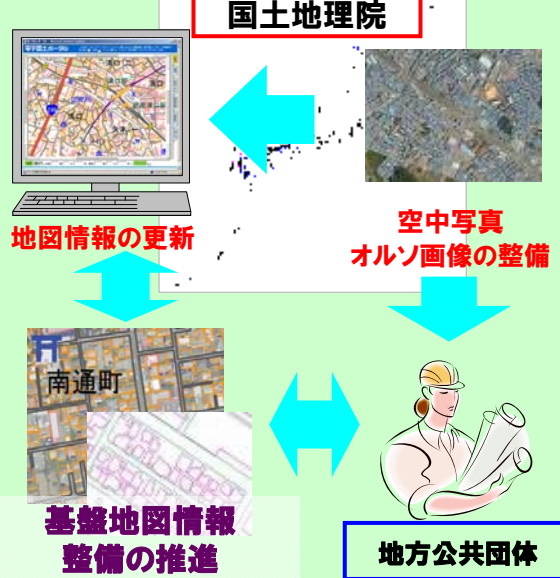 国土地理院
空中写真
オルソ画像の整備
地図情報の更新
南通町
基盤地図情報
整備の推進
地方公共団体